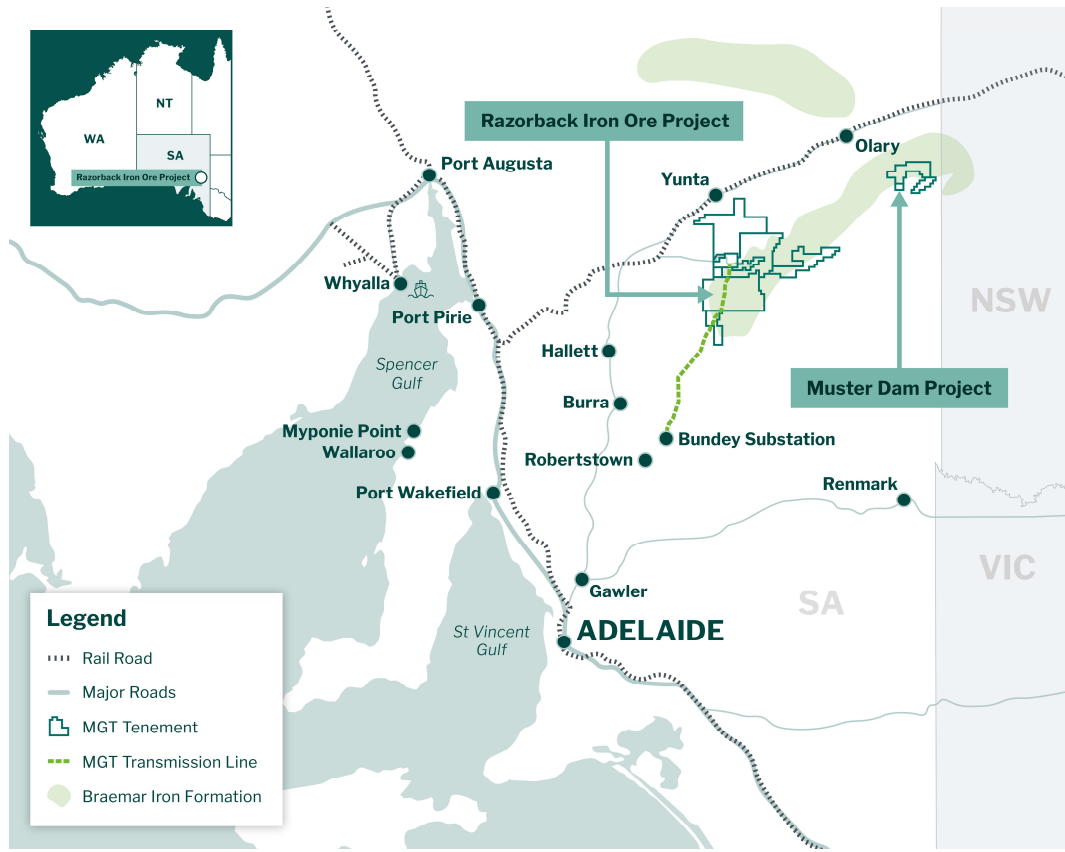 NT
WA
SA
Razorback Iron Ore Project
Razorback Iron Ore Project
Port Augusta
Olary
Yunta
Whyalla
Port Pirie
NSW
Spencer
Gulf
Hallett
Muster Dam Project
Burra
Myponie Point
Bundey Substation
Wallaroo
Robertstown
Renmark
Port Wakefield
VIC
Gawler
SA
ADELAIDE
St Vincent
Gulf
Legend
Rail Road
Major Roads
MGT Tenement
MGT Transmission Line
Braemar Iron Formation